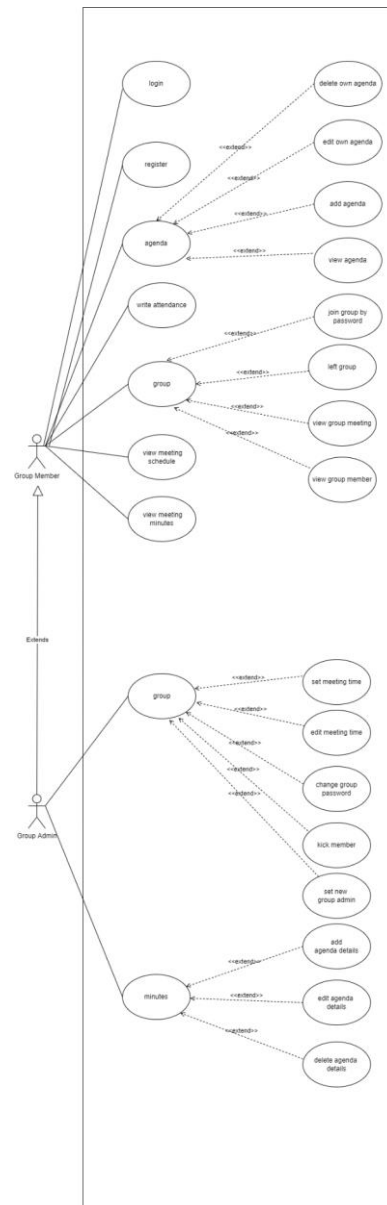 login
delete own agenda
<<extend>>
edit own agenda
<<extend>>
register
add agenda
<<extend>>
agenda
view agenda
<<extend>>
write attendance
join group by
password
<<extend>>
group
left group
<<extend>>
view group meeting
<<extend>>
view group member
<<extend>>
Group Member
view meeting
schedule
view meeting
minutes
Extends
group
set meeting time
<<extend>>
edit meeting time
<<extend>>
change group
password
<<extend>>
kick member
<<extend>>
set new
group admin
<<extend>>
Group Admin
add
agenda details
<<extend>>
minutes
edit agenda
details
<<extend>>
delete agenda
details
<<extend>>